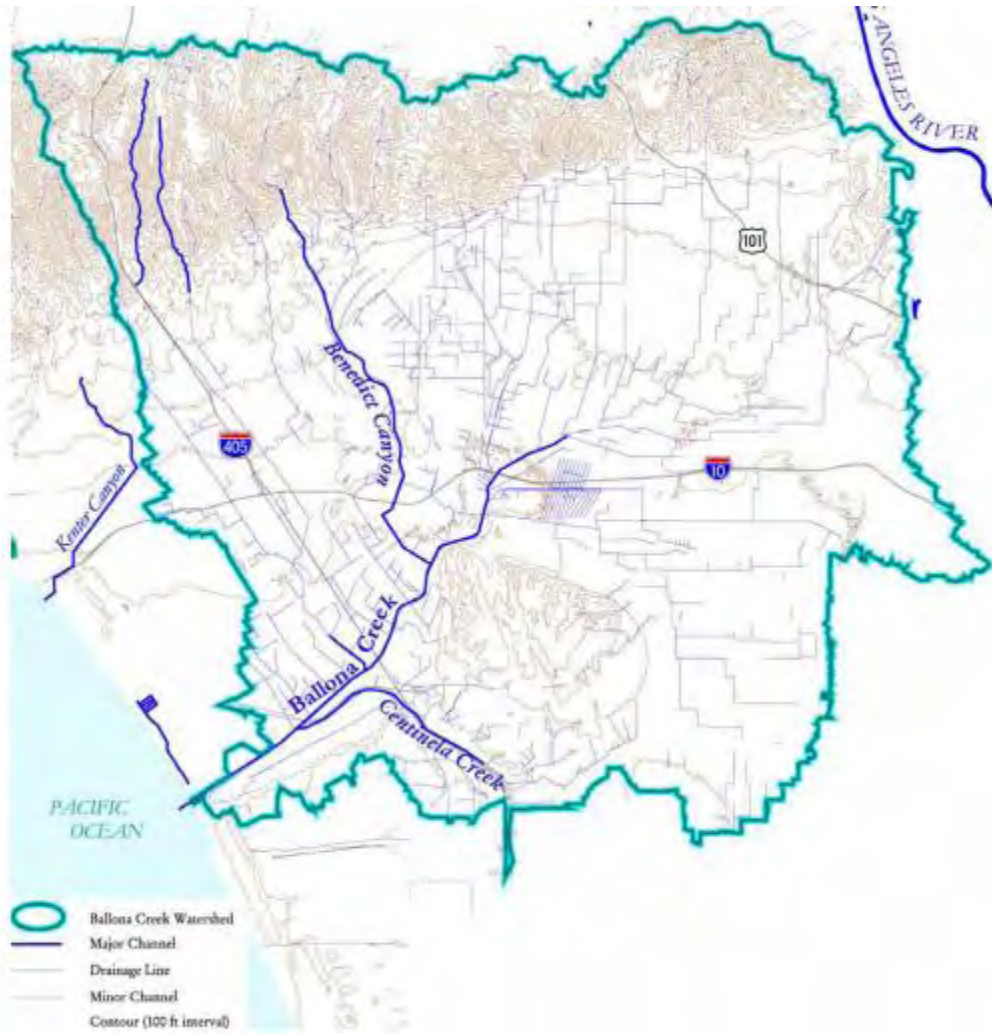 ANGELES RIVER
101
Benedict Canyon
405
10
Kenter Canyon
Ballona Creek
Centinela Creek
PACIFIC
OCEAN
Ballona Creek Watershed
Major Channel
Drainage Line
Minor Channel
Contour (100 ft interval)